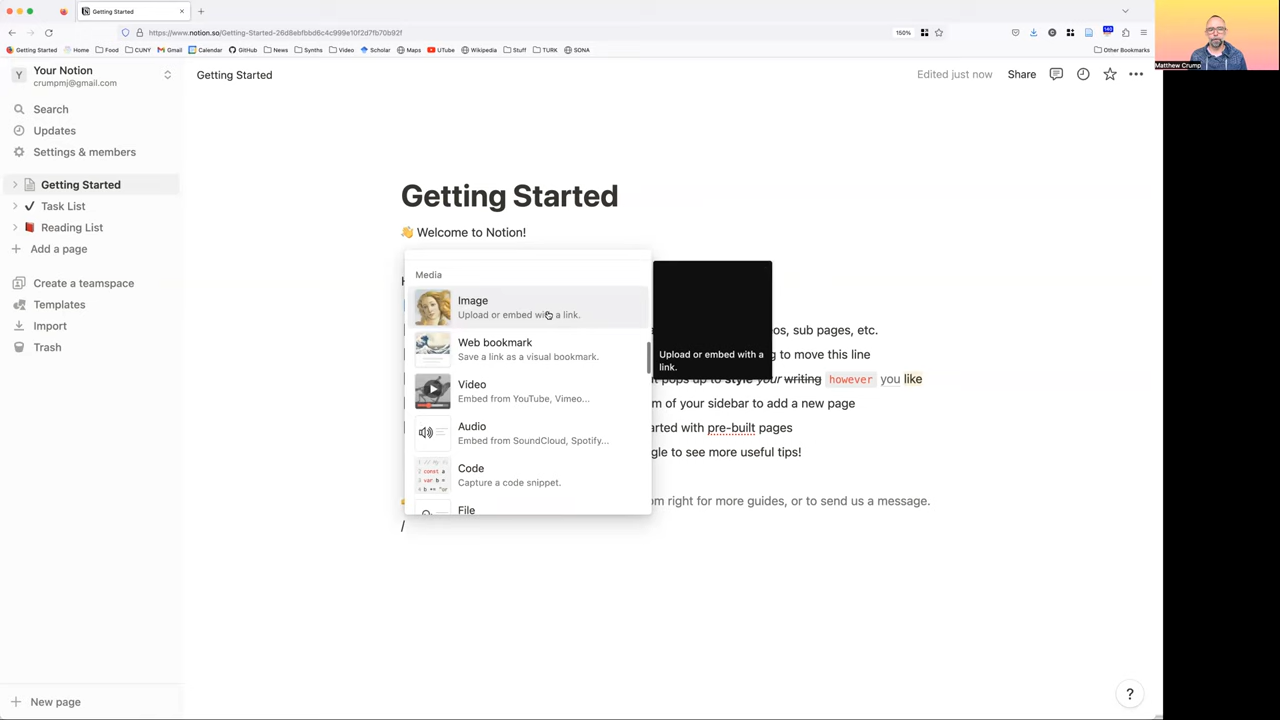 Getting Started
https://www.notion.so/Getting-Started-26d8ebfbbd6c4c999e10f2d7fb70b92f
150%
Getting Started Home Food CUNY Gmail Calendar GitHub News Synths Video Scholar Maps UTube Wikipedia Stuff TURK SONA Other Bookmarks
Matthew Crump
Y Your Notion
crumpmj@gmail.com
Search
Updates
Settings & members
Getting Started
Task List
Reading List
Add a page
Create a teamspace
Templates
Import
Trash
New page
Getting Started
Edited just now Share
Getting Started
👋 Welcome to Notion!
Media
Image
Upload or embed with a link.
Web bookmark
Save a link as a visual bookmark.
Video
Embed from YouTube, Vimeo...
Audio
Embed from SoundCloud, Spotify...
Code
Capture a code snippet.
File
Upload or embed with a
link.
os, sub pages, etc.
g to move this line
t pops up to style your writing however you like
m of your sidebar to add a new page
arted with pre-built pages
gle to see more useful tips!
om right for more guides, or to send us a message.
/
?